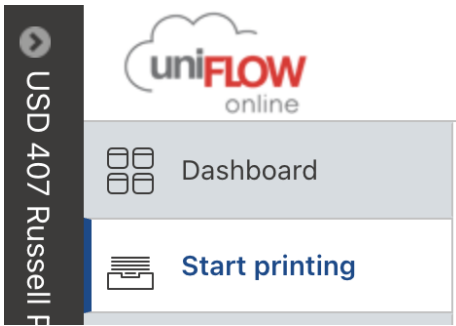 USD 407 Russell
uniFLOW
online
Dashboard
Start printing